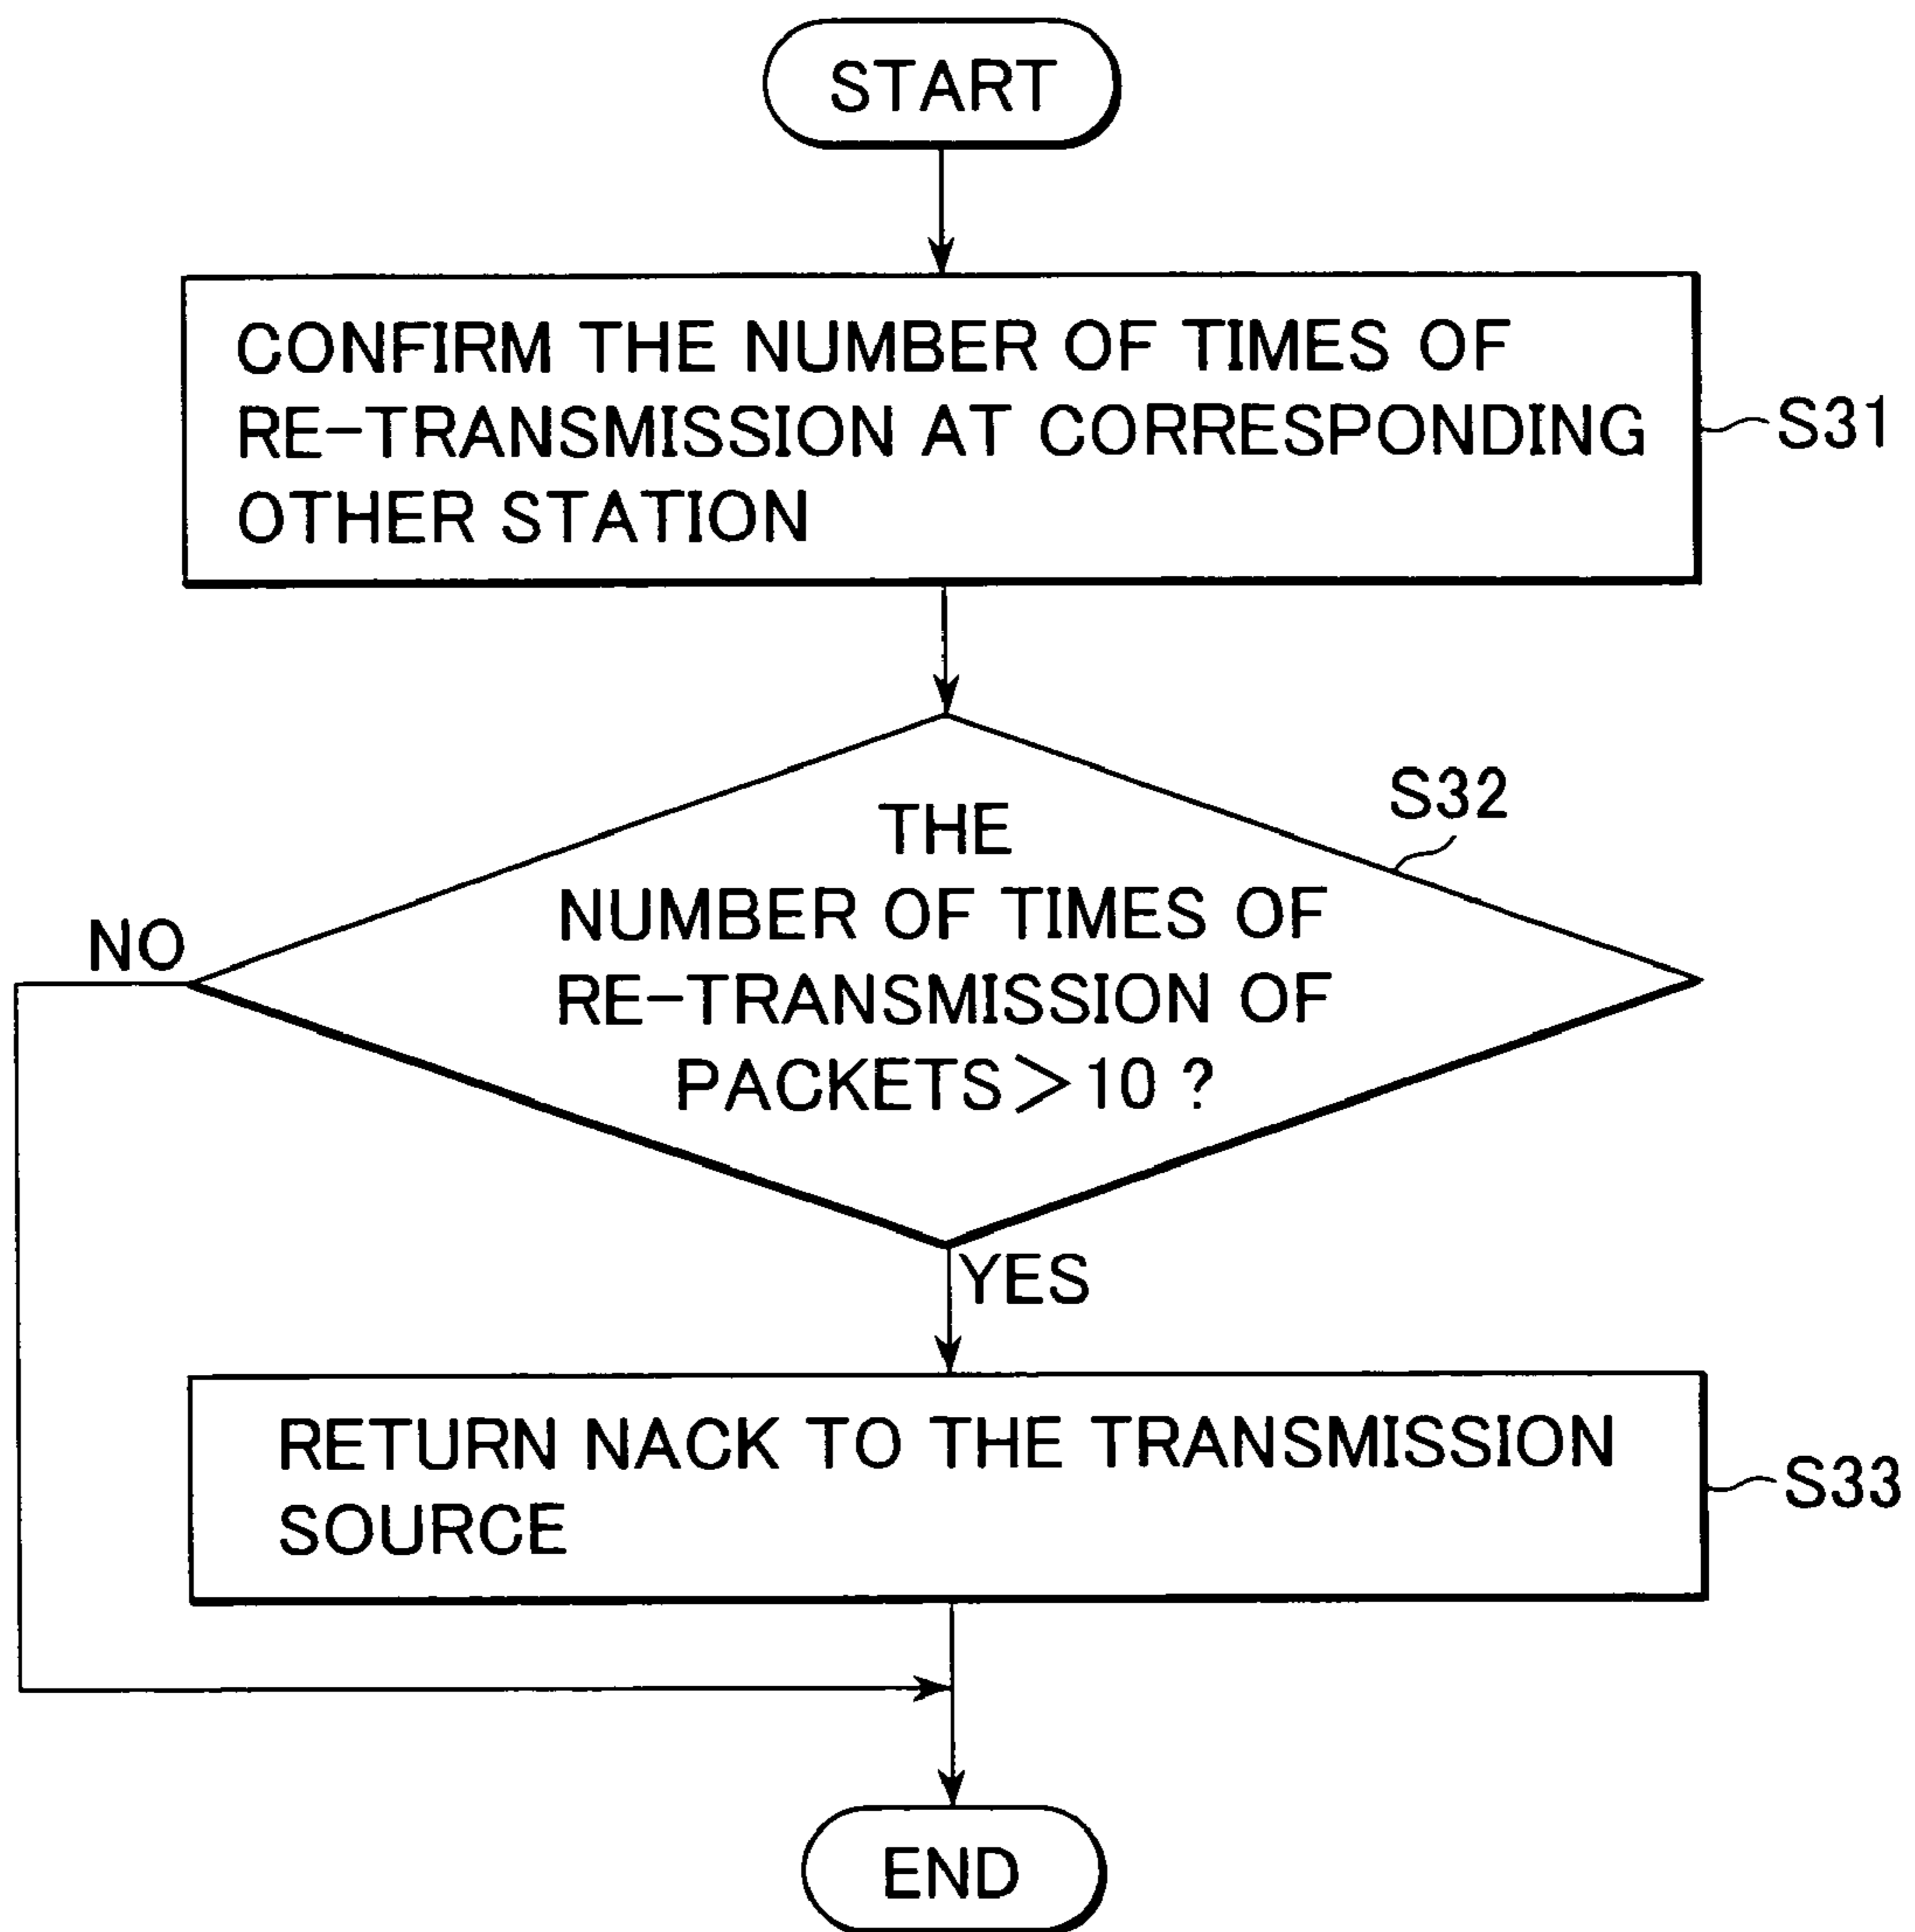 START
CONFIRM THE NUMBER OF TIMES OF
RE-TRANSMISSION AT CORRESPONDING
OTHER STATION
S31
S32
THE
NUMBER OF TIMES OF
RE-TRANSMISSION OF
PACKETS>10 ?
NO
YES
RETURN NACK TO THE TRANSMISSION
SOURCE
S33
END